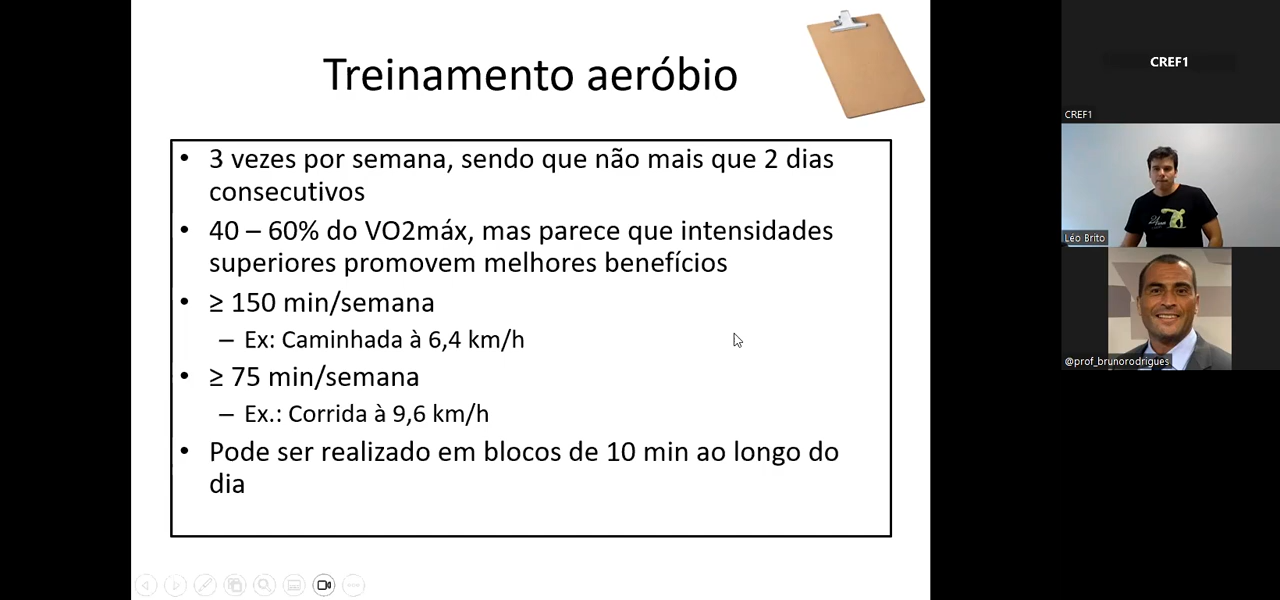 Treinamento aeróbio
• 3 vezes por semana, sendo que não mais que 2 dias
consecutivos
• 40 – 60% do VO2máx, mas parece que intensidades
superiores promovem melhores benefícios
• ≥ 150 min/semana
– Ex: Caminhada à 6,4 km/h
• ≥ 75 min/semana
– Ex.: Corrida à 9,6 km/h
• Pode ser realizado em blocos de 10 min ao longo do
dia
CREF1
CREF1
Léo Brito
@prof_brunorodrigues